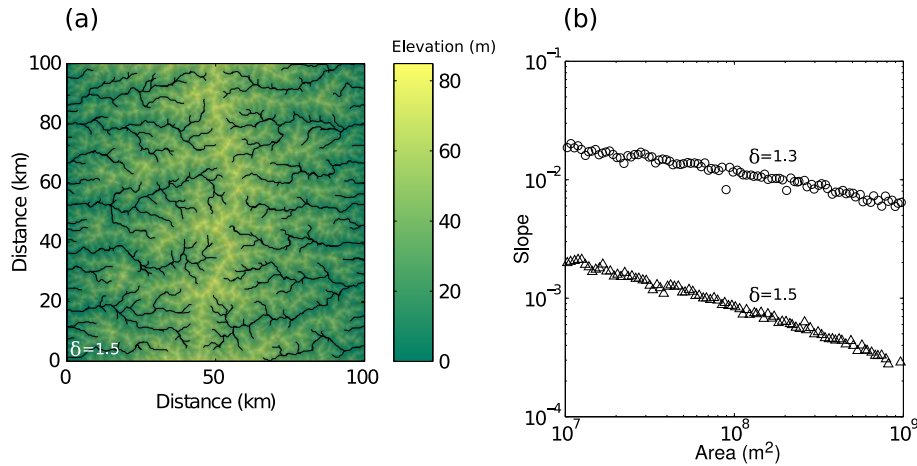 (a)
Elevation (m)
100
80
60
40
20
0
Distance (km)
δ=1.5
0
50
100
Distance (km)
80
60
40
20
0
(b)
10⁻¹
10⁻²
10⁻³
10⁻⁴
Slope
δ=1.3
δ=1.5
10⁷
10⁸
10⁹
Area (m²)